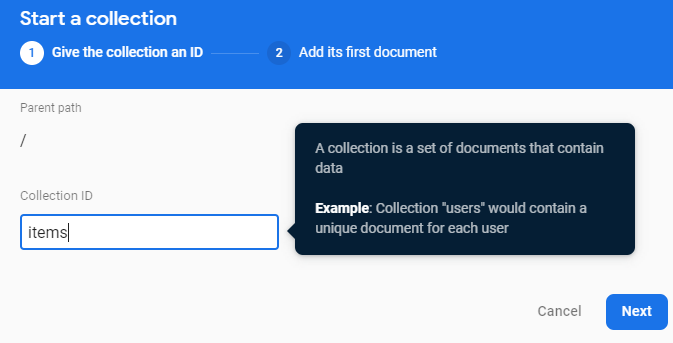 Start a collection
1 Give the collection an ID 2 Add its first document
Parent path
/
Collection ID
items
A collection is a set of documents that contain
data
Example: Collection "users" would contain a
unique document for each user
Cancel Next